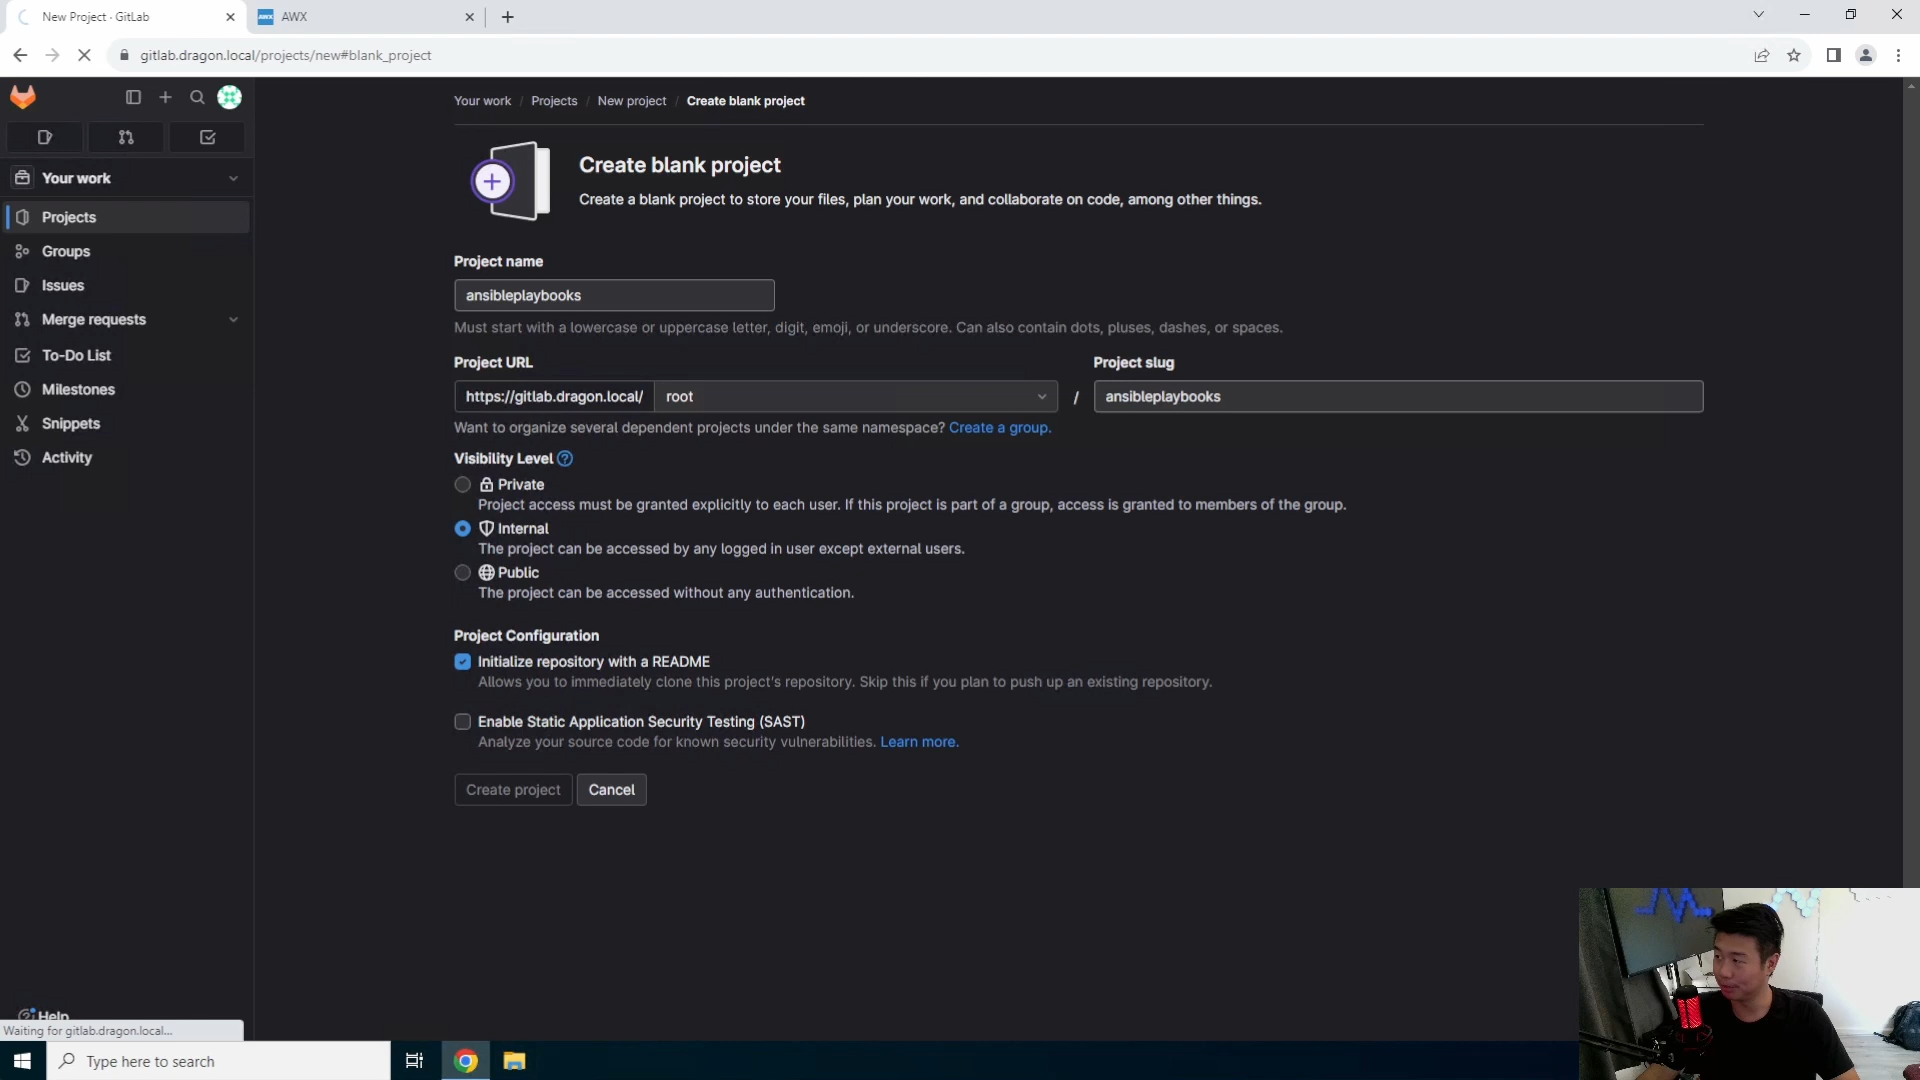 New Project · GitLab
AWX
AWX
gitlab.dragon.local/projects/new#blank_project
Your work / Projects / New project / Create blank project
Create blank project
Create a blank project to store your files, plan your work, and collaborate on code, among other things.
Your work
Projects
Groups
Issues
Merge requests
To-Do List
Milestones
Snippets
Activity
Project name
ansibleplaybooks
Must start with a lowercase or uppercase letter, digit, emoji, or underscore. Can also contain dots, pluses, dashes, or spaces.
Project URL
Project slug
https://gitlab.dragon.local/ root / ansibleplaybooks
Want to organize several dependent projects under the same namespace? Create a group.
Visibility Level
Private
Project access must be granted explicitly to each user. If this project is part of a group, access is granted to members of the group.
Internal
The project can be accessed by any logged in user except external users.
Public
The project can be accessed without any authentication.
Project Configuration
Initialize repository with a README
Allows you to immediately clone this project's repository. Skip this if you plan to push up an existing repository.
Enable Static Application Security Testing (SAST)
Analyze your source code for known security vulnerabilities. Learn more.
Create project
Cancel
Help
Waiting for gitlab.dragon.local...
Type here to search